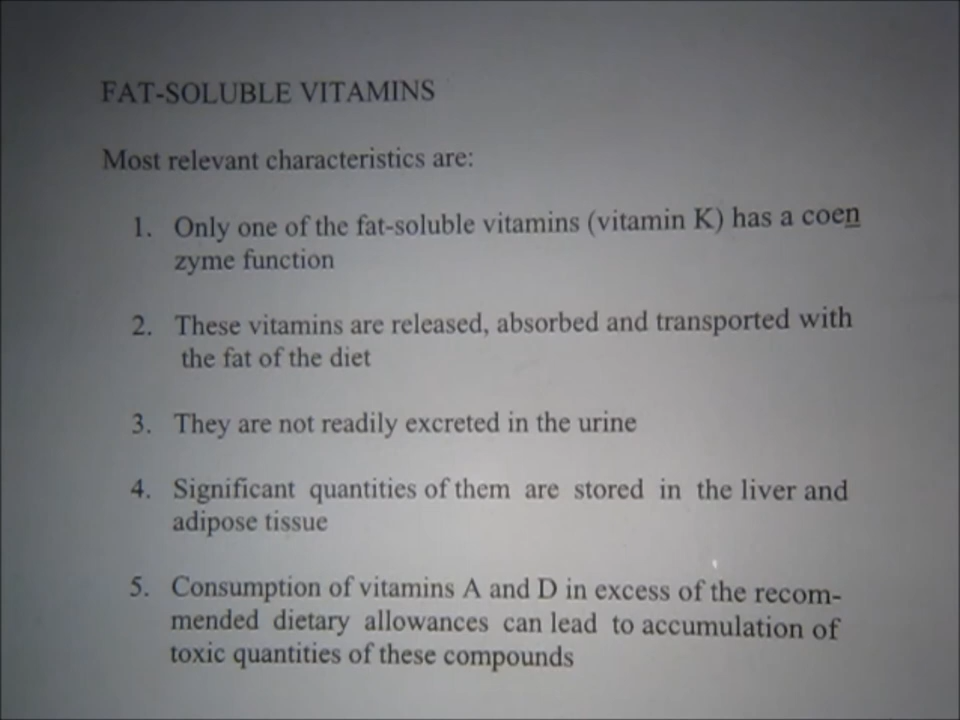 FAT-SOLUBLE VITAMINS
Most relevant characteristics are:
1. Only one of the fat-soluble vitamins (vitamin K) has a coen
zyme function
2. These vitamins are released, absorbed and transported with
the fat of the diet
3. They are not readily excreted in the urine
4. Significant quantities of them are stored in the liver and
adipose tissue
5. Consumption of vitamins A and D in excess of the recom-
mended dietary allowances can lead to accumulation of
toxic quantities of these compounds